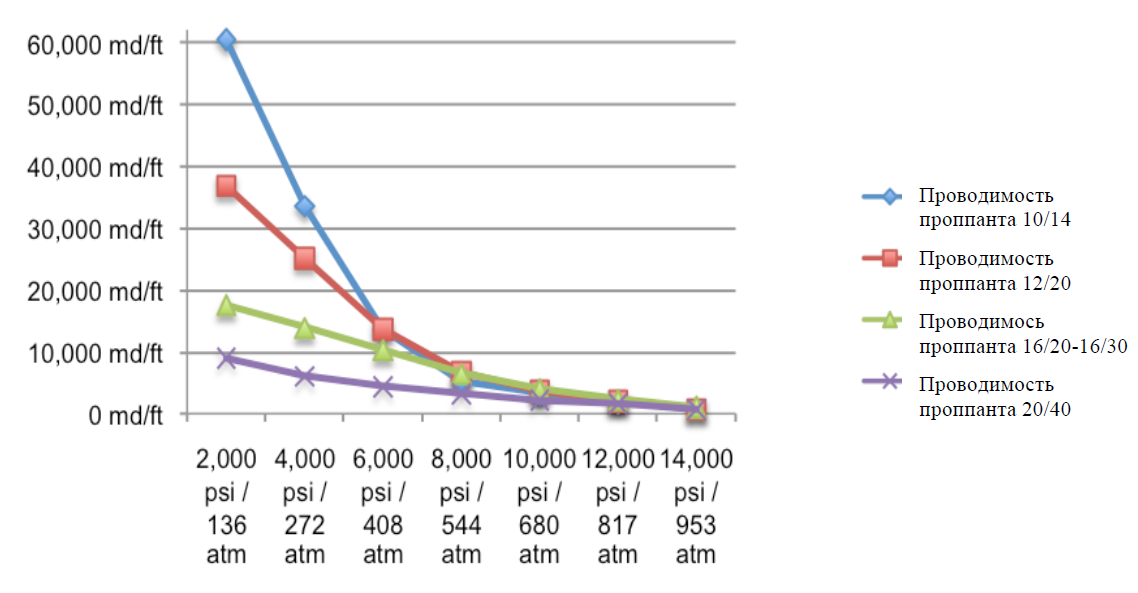 60,000 md/ft
50,000 md/ft
40,000 md/ft
30,000 md/ft
20,000 md/ft
10,000 md/ft
0 md/ft
2,000 4,000 6,000 8,000 10,000 12,000 14,000
psi / psi / psi / psi / psi / psi / psi /
136 272 408 544 680 817 953
atm atm atm atm atm atm atm
Проводимость
проппанта 10/14
Проводимость
проппанта 12/20
Проводимось
проппанта 16/20-16/30
Проводимость
проппанта 20/40